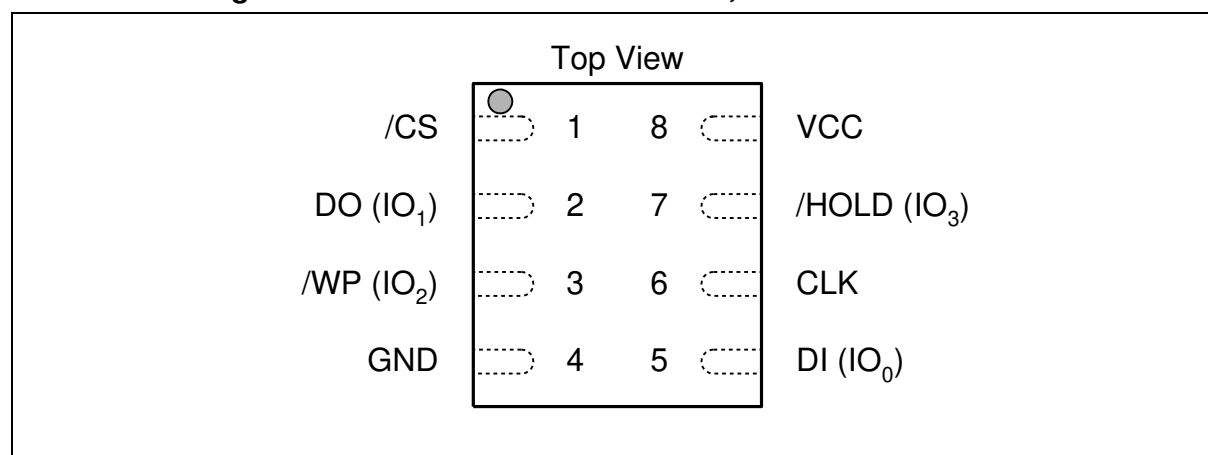 Top View
/CS 1 8 VCC
DO (IO₁) 2 7 /HOLD (IO₃)
/WP (IO₂) 3 6 CLK
GND 4 5 DI (IO₀)